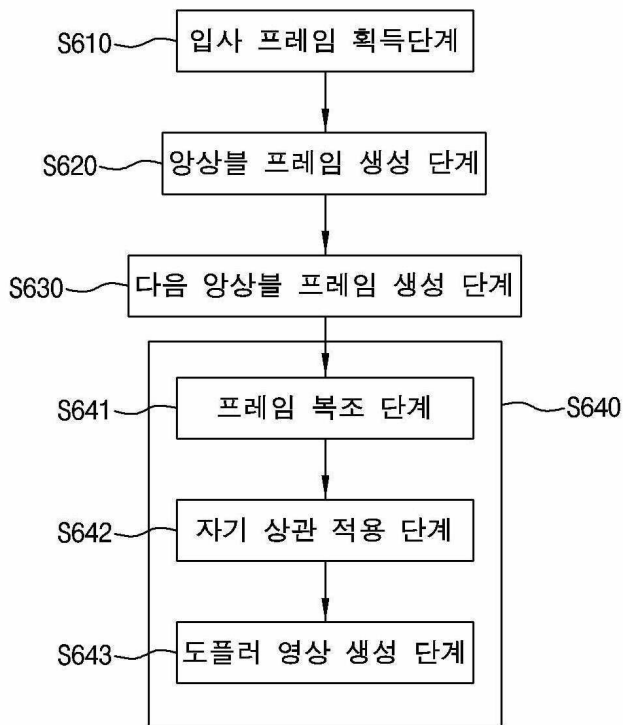 S610 입사 프레임 획득단계
S620 앙상블 프레임 생성 단계
S630 다음 앙상블 프레임 생성 단계
S641 프레임 복조 단계 S640
S642 자기 상관 적용 단계
S643 도플러 영상 생성 단계